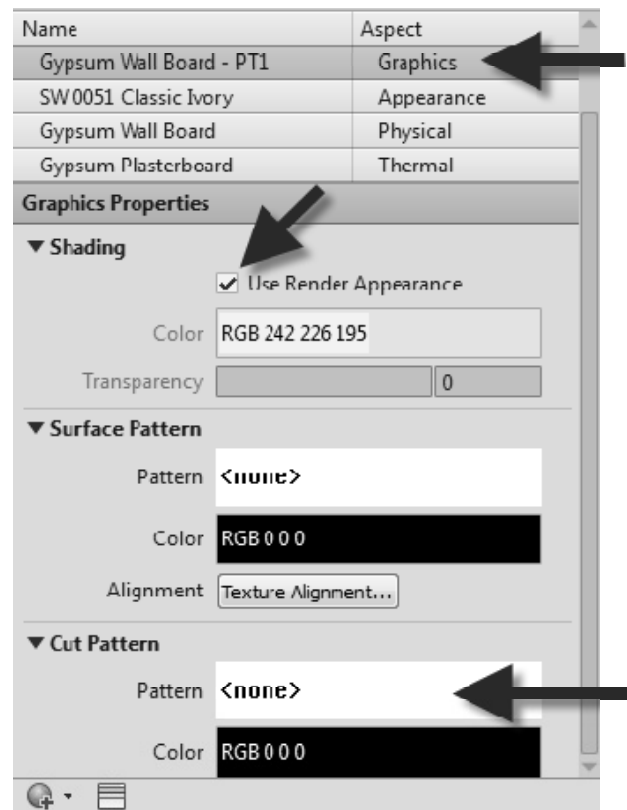 Name Aspect
Gypsum Wall Board - PT1 Graphics
SW0051 Classic Ivory Appearance
Gypsum Wall Board Physical
Gypsum Plasterboard Thermal
Graphics Properties
▼ Shading
Use Render Appearance
Color RGB 242 226 195
Transparency 0
▼ Surface Pattern
Pattern <none>
Color RGB 0 0 0
Alignment Texture Alignment...
▼ Cut Pattern
Pattern <none>
Color RGB 0 0 0